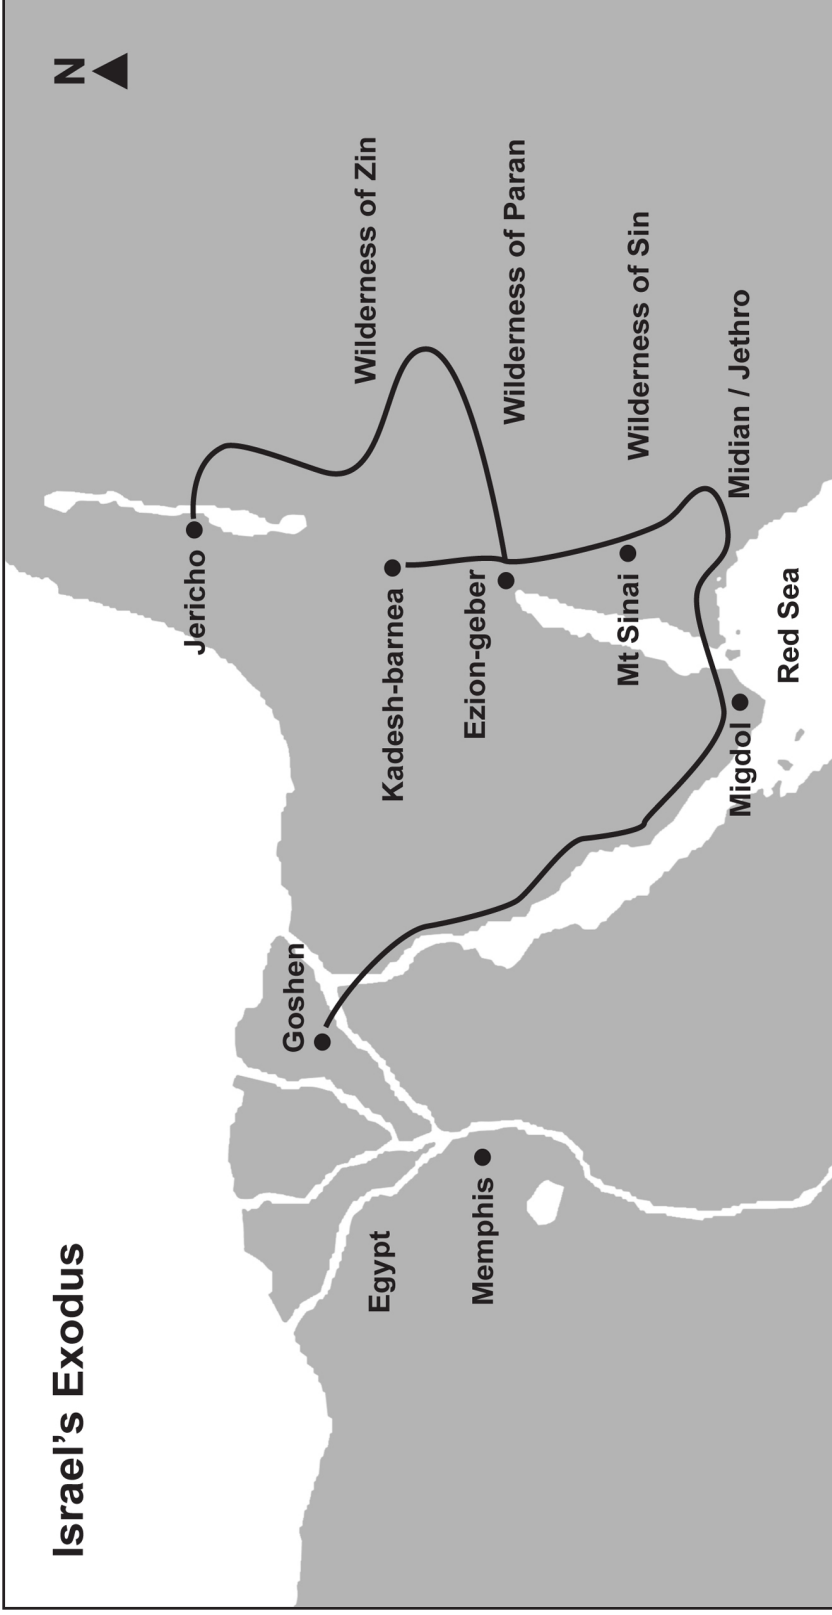 Israel's Exodus
N
Jericho
Wilderness of Zin
Goshen
Kadesh-barnea
Egypt
Ezion-geber
Wilderness of Paran
Memphis
Mt Sinai
Wilderness of Sin
Migdol
Midian / Jethro
Red Sea